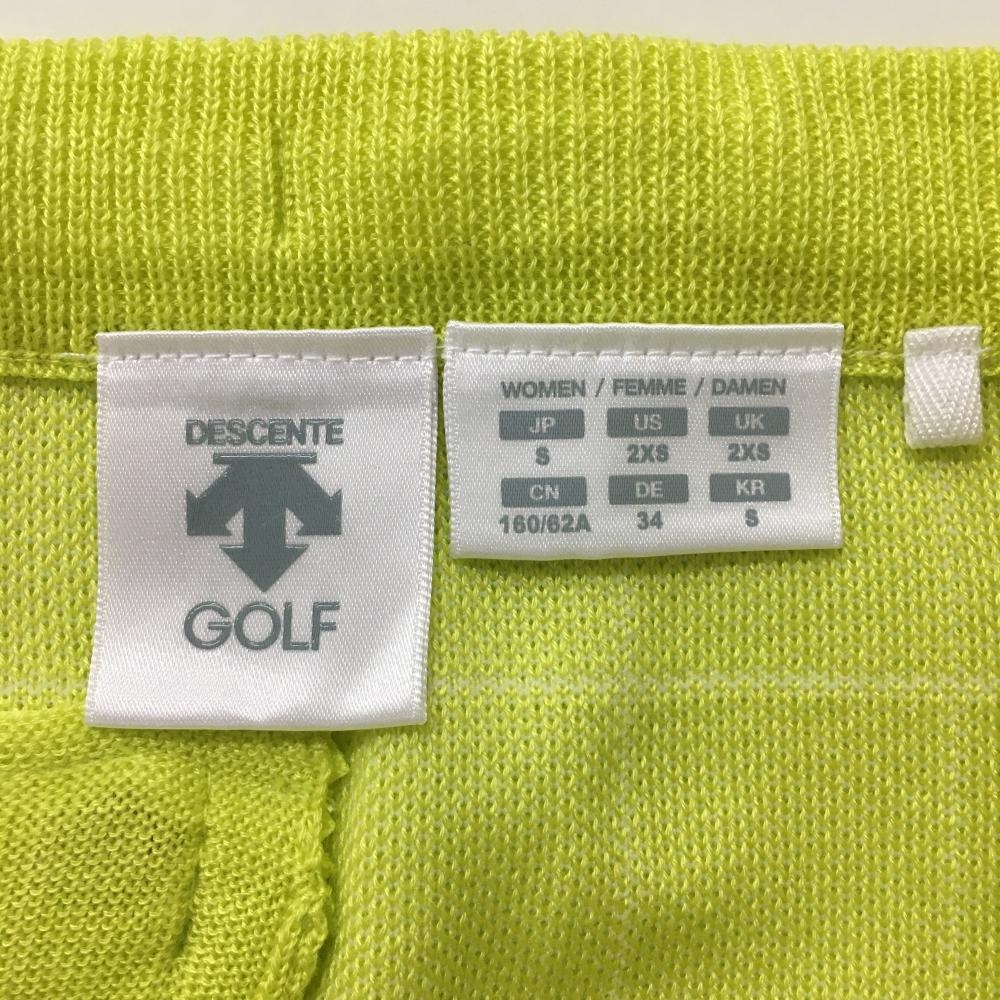 DESCENTE
GOLF
WOMEN / FEMME / DAMEN
JP US UK
S 2XS 2XS
CN DE KR
160/62A 34 S